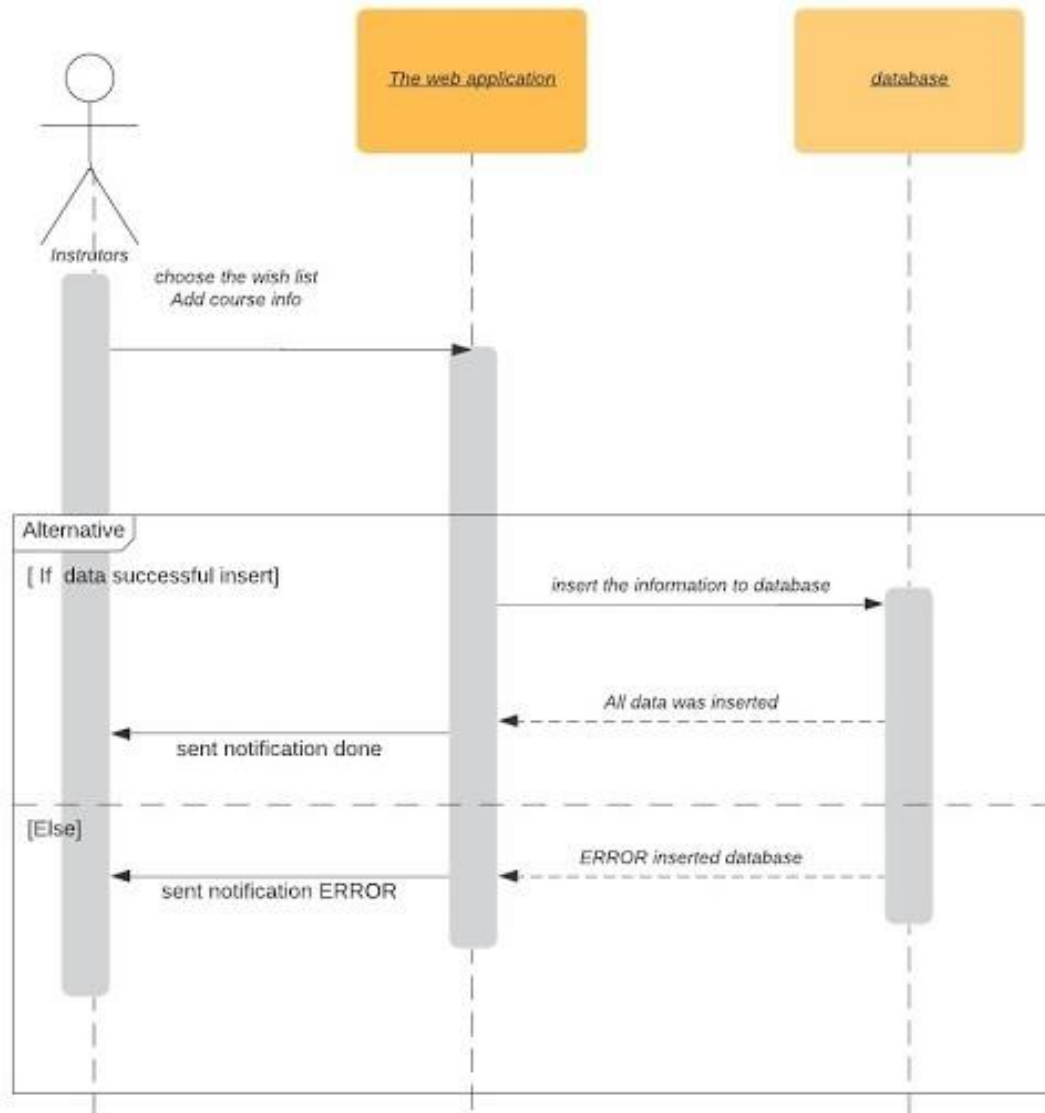 The web application
database
Instrutors
choose the wish list
Add course info
Alternative
[ If data successful insert]
insert the information to database
All data was inserted
sent notification done
[Else]
ERROR inserted database
sent notification ERROR